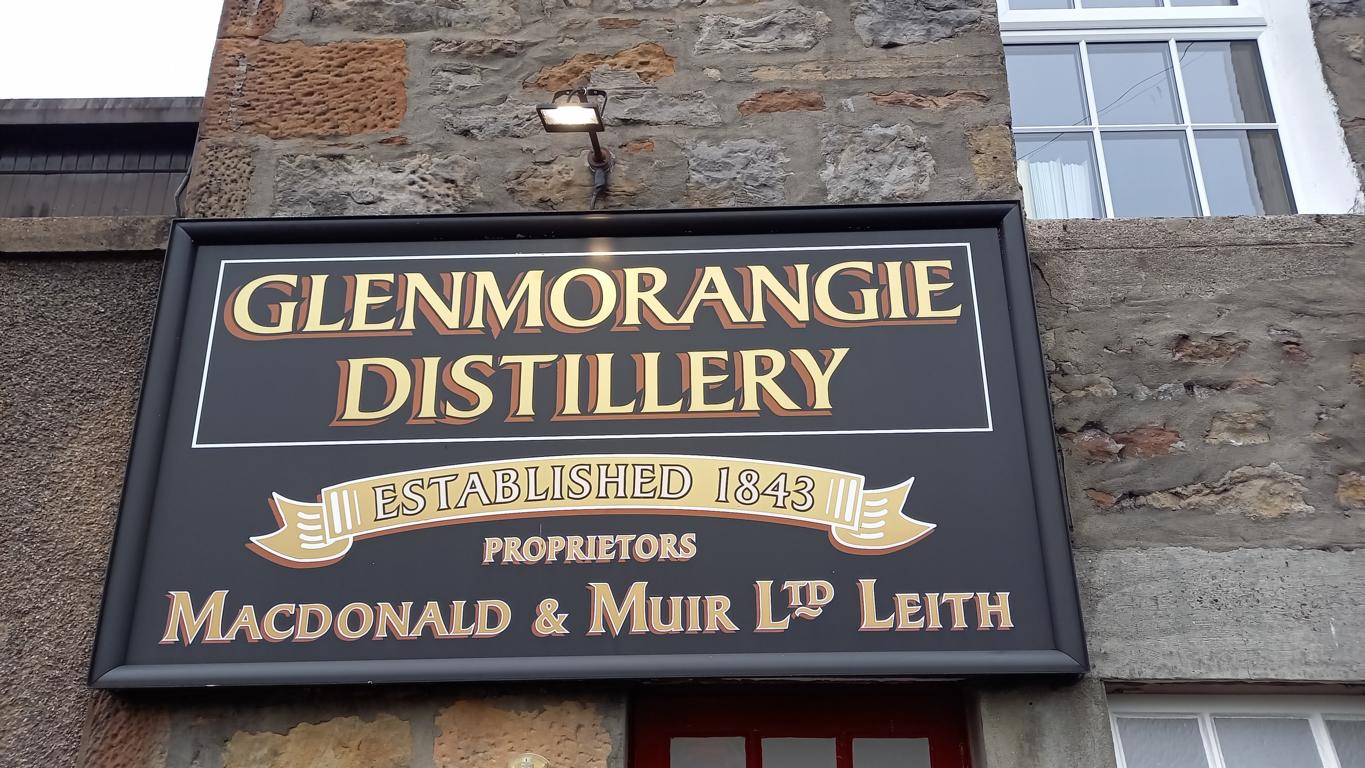 GLENMORANGIE
DISTILLERY
ESTABLISHED 1843
PROPRIETORS
MACDONALD & MUIR LTD LEITH